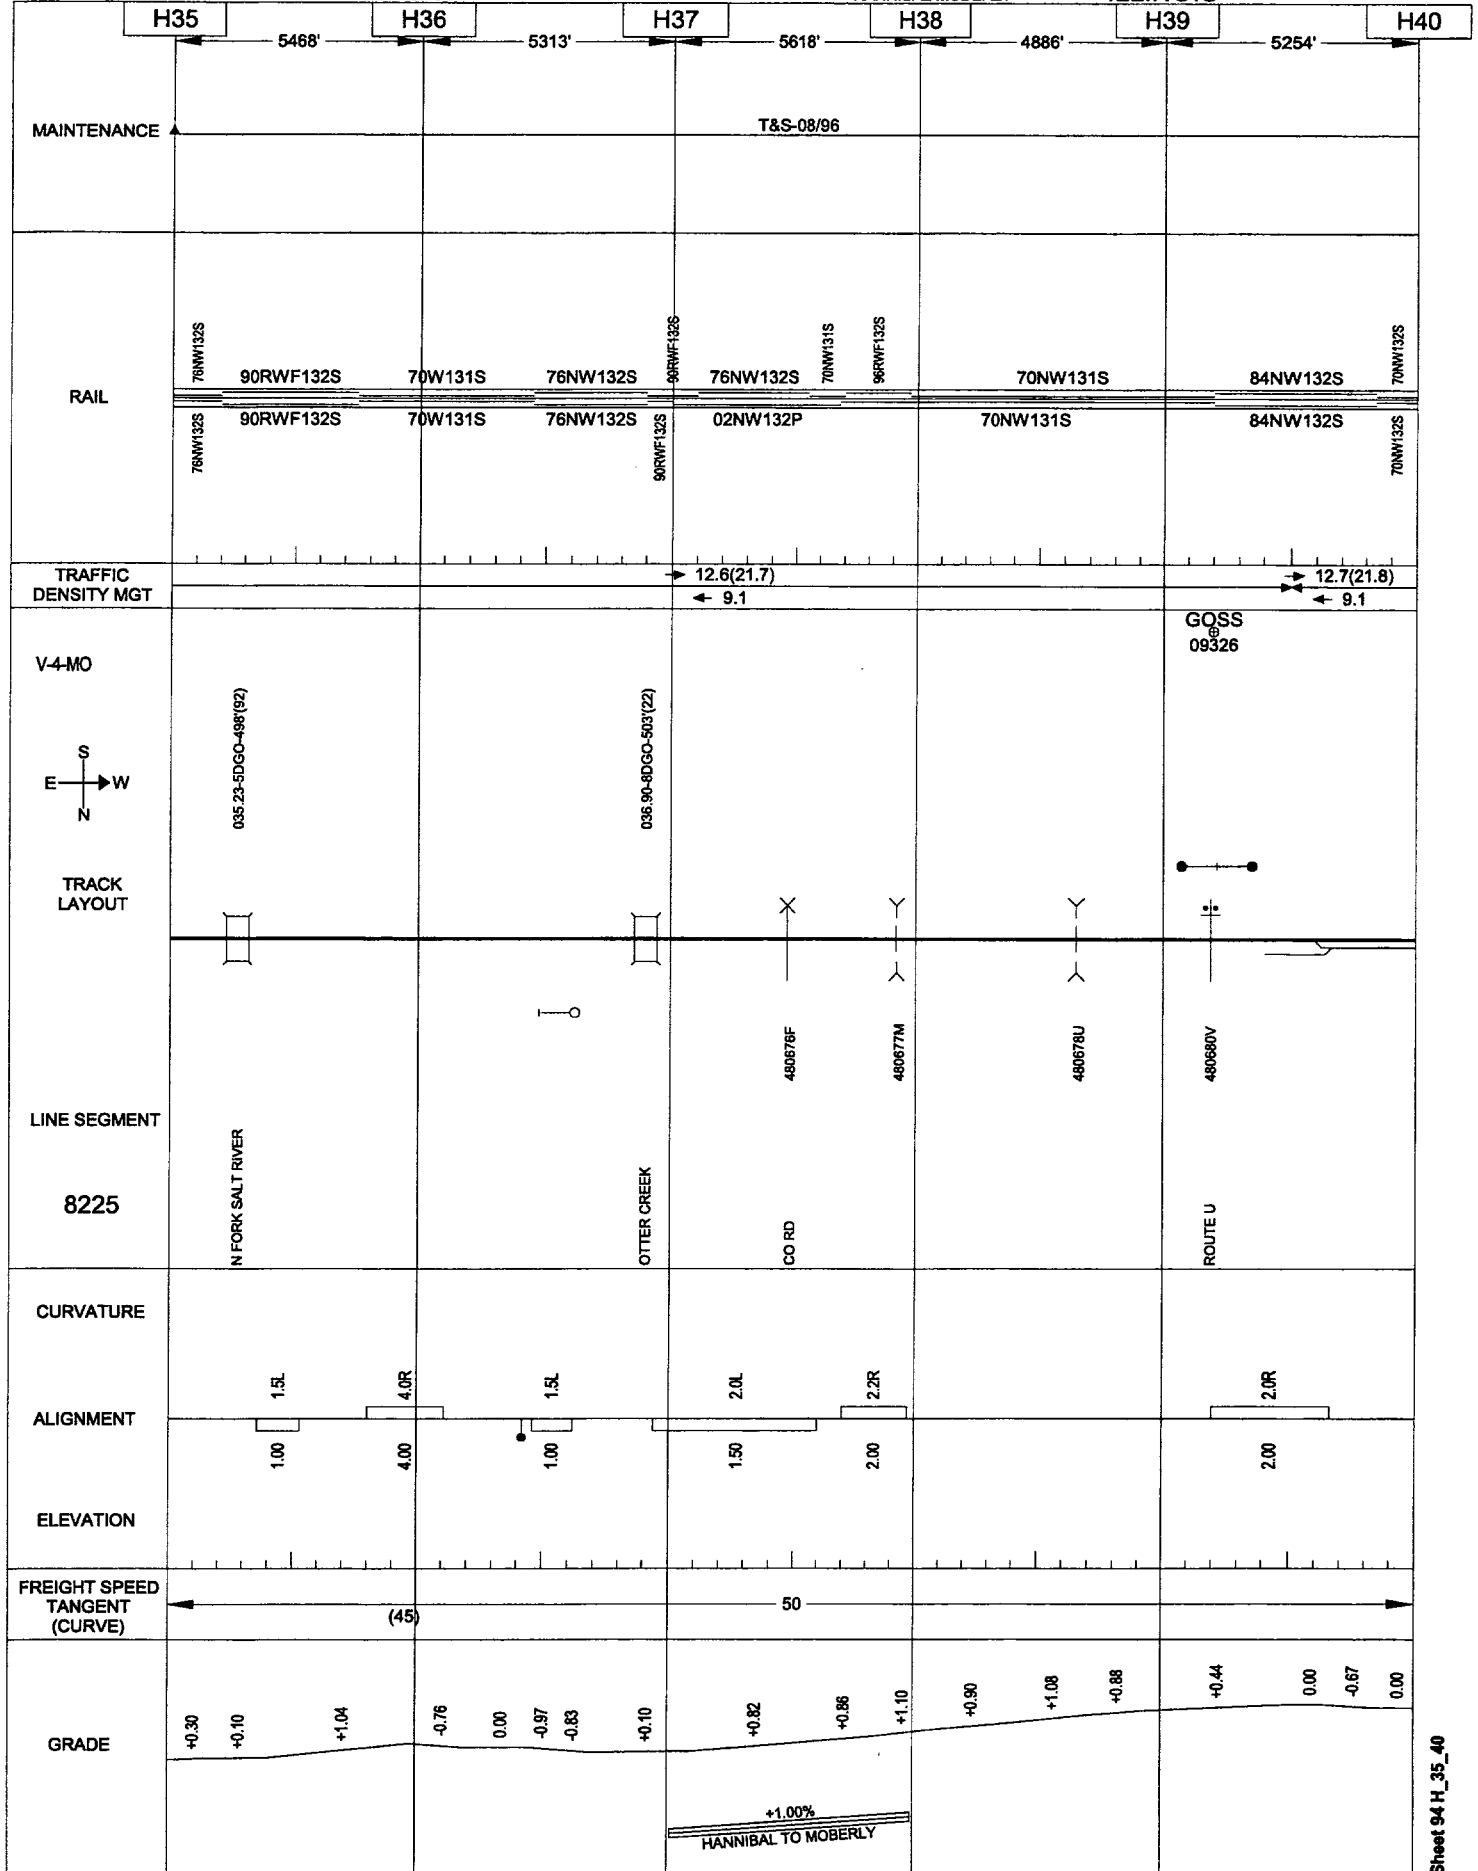 H35 H36 H37 H38 H39 H40
5468' 5313' 5618' 4886' 5254'
MAINTENANCE
T&S-08/96
76NW132S
90RWF132S
70NW131S
96RWF132S
70NW132S
90RWF132S 70W131S 76NW132S 76NW132S 70NW131S 84NW132S
RAIL
90RWF132S 70W131S 76NW132S 02NW132P 70NW131S 84NW132S
76NW132S
90RWF132S
70NW132S
TRAFFIC
DENSITY MGT
12.6(21.7)
9.1
12.7(21.8)
9.1
GOSS
09326
V-4-MO
035.23-5DGO-498'(92)
036.90-8DGO-503'(22)
S
E W
N
TRACK
LAYOUT
480676F
480677M
480678U
480680V
LINE SEGMENT
8225
N FORK SALT RIVER
OTTER CREEK
CO RD
ROUTE U
CURVATURE
1.5L 4.0R 1.5L 2.0L 2.2R 2.0R
ALIGNMENT
1.00 4.00 1.00 1.50 2.00 2.00
ELEVATION
FREIGHT SPEED
TANGENT
(CURVE)
(45)
50
GRADE
+0.30 +0.10 +1.04 -0.76 0.00 -0.97 -0.83 +0.10 +0.82 +0.86 +1.10 +0.90 +1.08 +0.88 +0.44 0.00 -0.67 0.00
+1.00%
HANNIBAL TO MOBERLY
Sheet 94 H_35_40